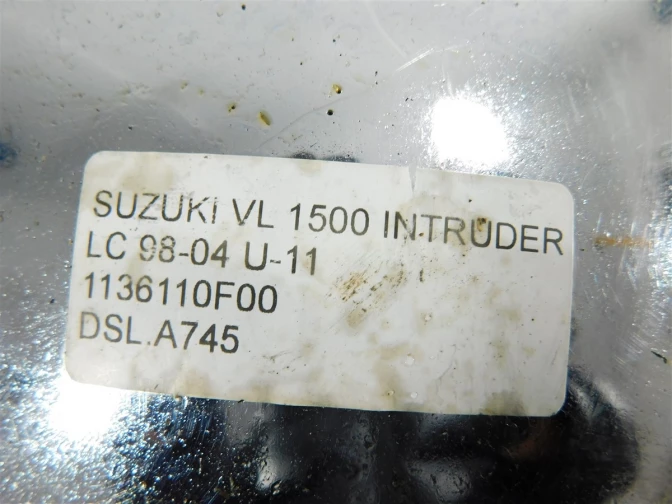 SUZUKI VL 1500 INTRUDER
LC 98-04 U-11
1136110F00
DSL.A745